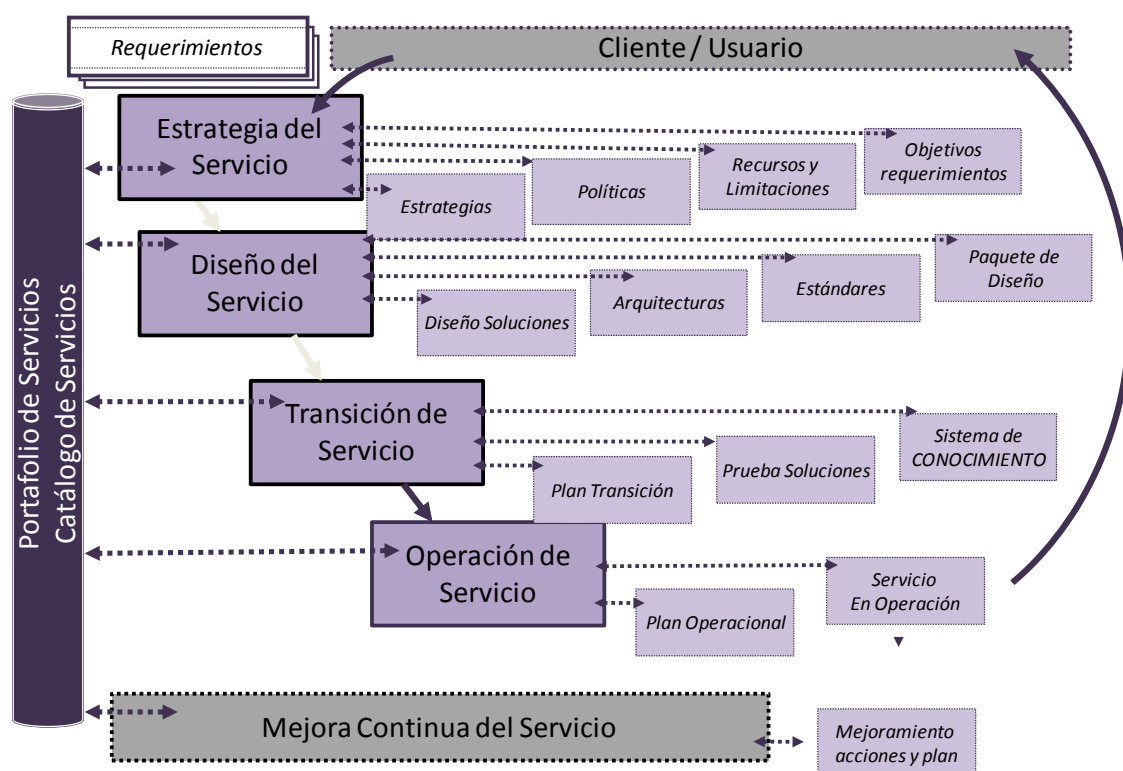 Requerimientos
Cliente / Usuario
Portafolio de Servicios
Catálogo de Servicios
Estrategia del
Servicio
Objetivos
requerimientos
Recursos y
Limitaciones
Políticas
Estrategias
Diseño del
Servicio
Paquete de
Diseño
Estándares
Arquitecturas
Diseño Soluciones
Transición de
Servicio
Sistema de
CONOCIMIENTO
Prueba Soluciones
Plan Transición
Operación de
Servicio
Servicio
En Operación
Plan Operacional
Mejora Continua del Servicio
Mejoramiento
acciones y plan